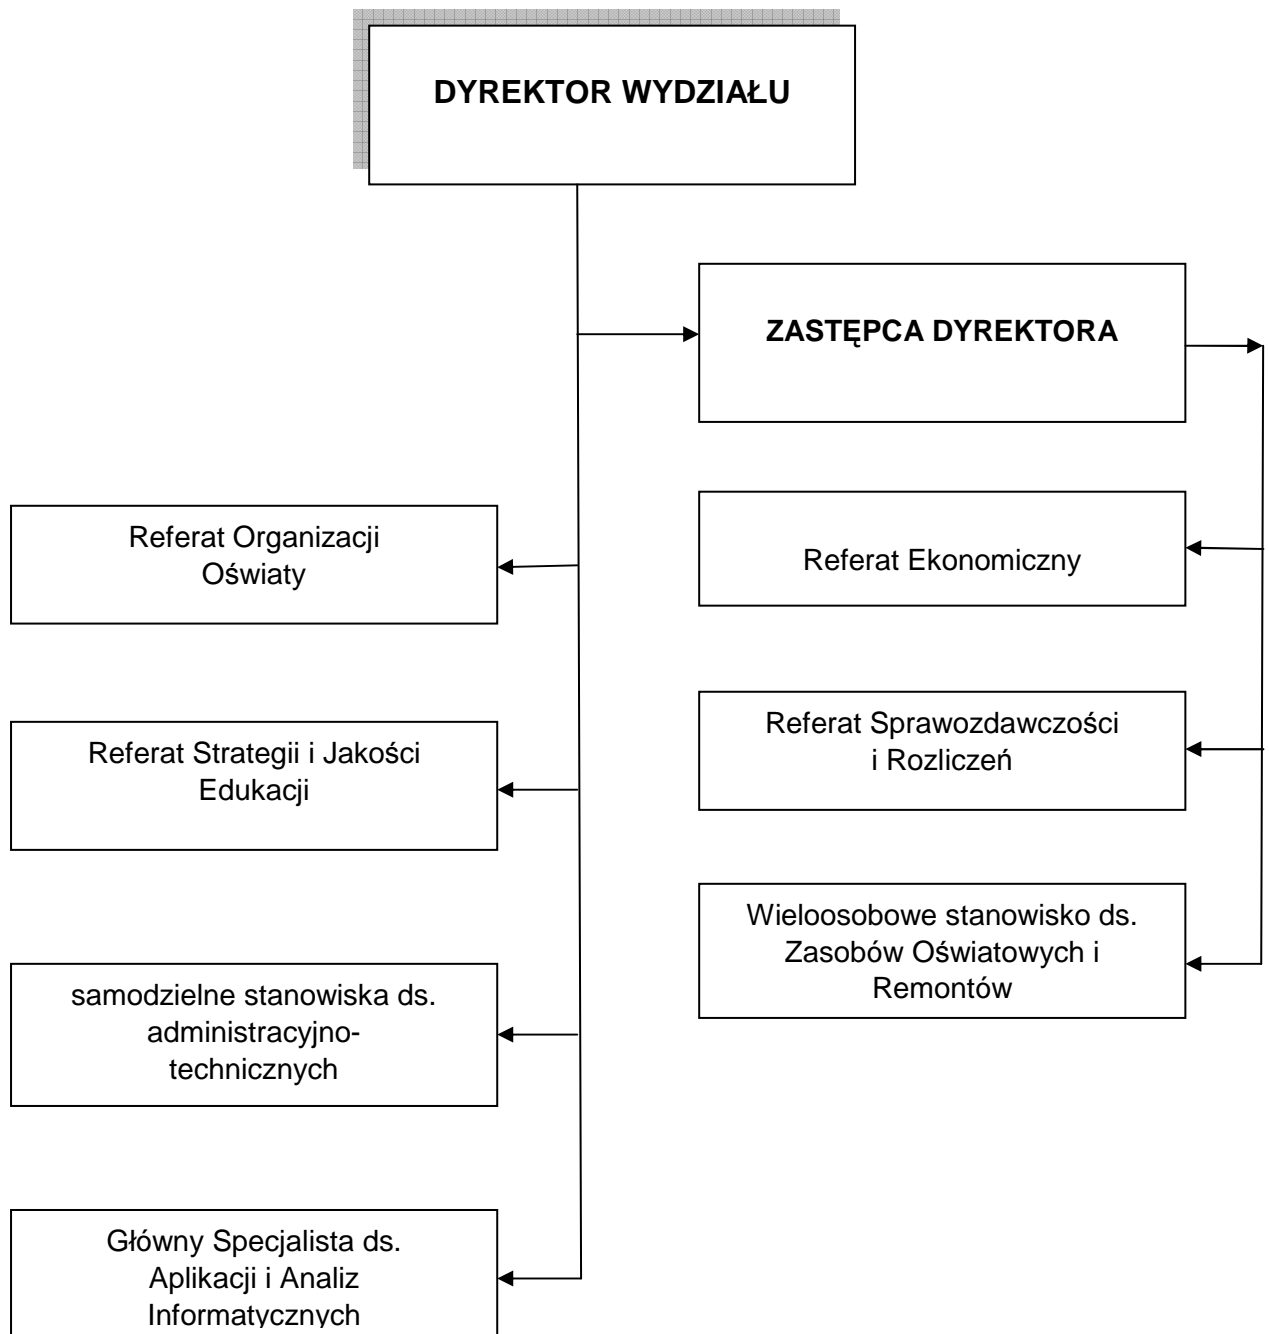 DYREKTOR WYDZIAŁU
ZASTĘPCA DYREKTORA
Referat Organizacji
Oświaty
Referat Ekonomiczny
Referat Strategii i Jakości
Edukacji
Referat Sprawozdawczości
i Rozliczeń
Wieloosobowe stanowisko ds.
Zasobów Oświatowych i
Remontów
samodzielne stanowiska ds.
administracyjno-
technicznych
Główny Specjalista ds.
Aplikacji i Analiz
Informatycznych